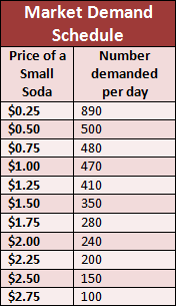 Market Demand
Schedule
Price of a Number
Small demanded
Soda per day
$0.25 890
$0.50 500
$0.75 480
$1.00 470
$1.25 410
$1.50 350
$1.75 280
$2.00 240
$2.25 200
$2.50 150
$2.75 100